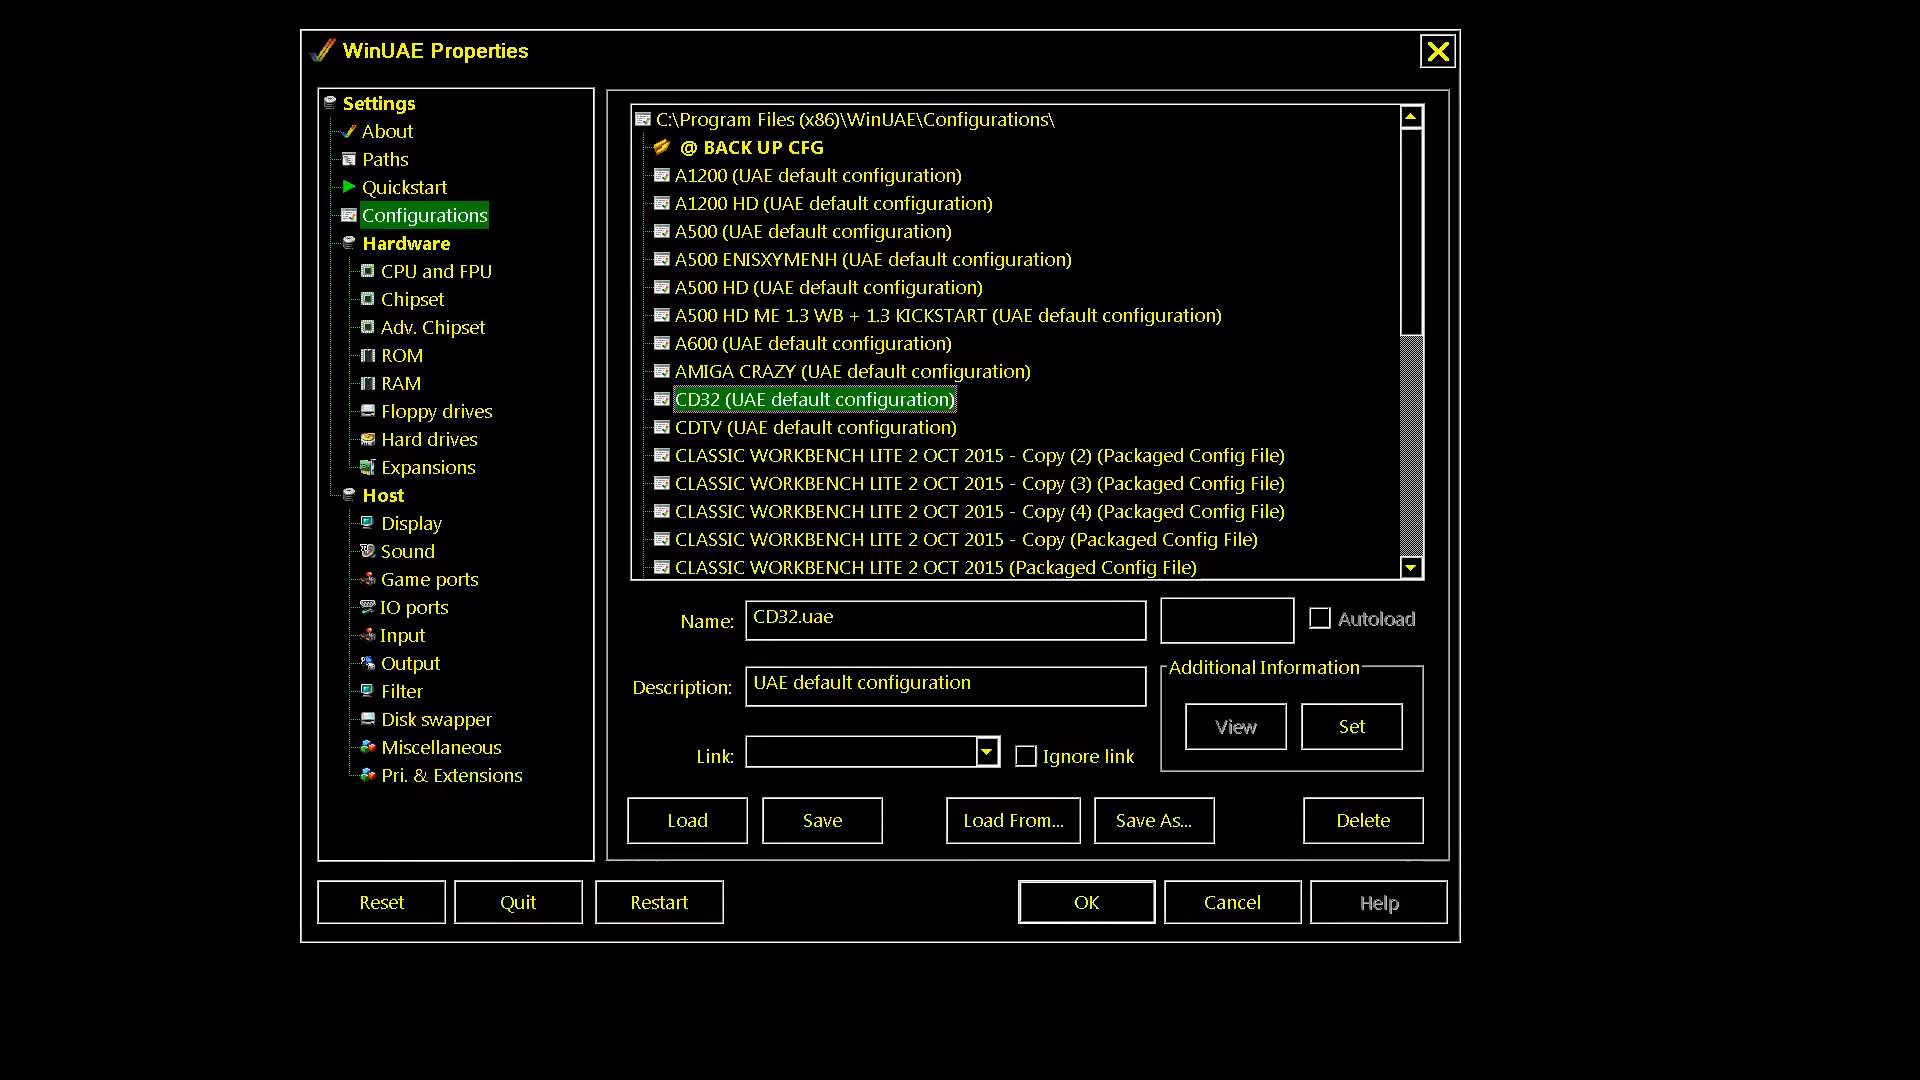 WinUAE Properties
Settings
About
Paths
Quickstart
Configurations
Hardware
CPU and FPU
Chipset
Adv. Chipset
ROM
RAM
Floppy drives
Hard drives
Expansions
Host
Display
Sound
Game ports
IO ports
Input
Output
Filter
Disk swapper
Miscellaneous
Pri. & Extensions
C:\Program Files (x86)\WinUAE\Configurations\
@ BACK UP CFG
A1200 (UAE default configuration)
A1200 HD (UAE default configuration)
A500 (UAE default configuration)
A500 ENISXYMENH (UAE default configuration)
A500 HD (UAE default configuration)
A500 HD ME 1.3 WB + 1.3 KICKSTART (UAE default configuration)
A600 (UAE default configuration)
AMIGA CRAZY (UAE default configuration)
CD32 (UAE default configuration)
CDTV (UAE default configuration)
CLASSIC WORKBENCH LITE 2 OCT 2015 - Copy (2) (Packaged Config File)
CLASSIC WORKBENCH LITE 2 OCT 2015 - Copy (3) (Packaged Config File)
CLASSIC WORKBENCH LITE 2 OCT 2015 - Copy (4) (Packaged Config File)
CLASSIC WORKBENCH LITE 2 OCT 2015 - Copy (Packaged Config File)
CLASSIC WORKBENCH LITE 2 OCT 2015 (Packaged Config File)
Name: CD32.uae
Autoload
Description: UAE default configuration
Additional Information
View Set
Link:
Ignore link
Load Save Load From... Save As... Delete
Reset Quit Restart OK Cancel Help